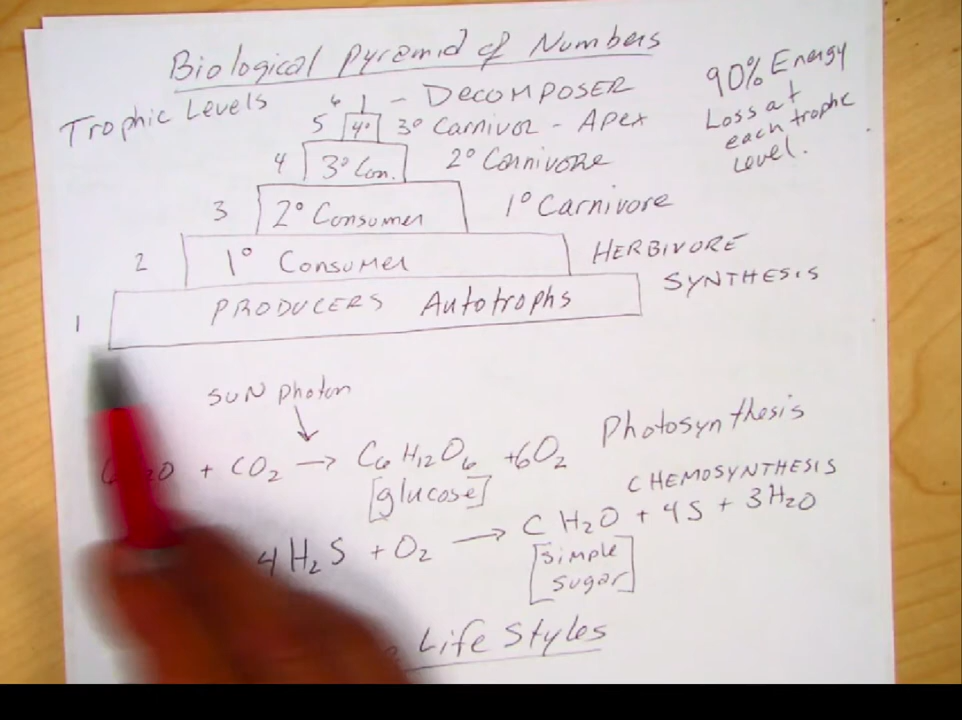 Biological Pyramid of Numbers
Trophic Levels
6 1 - DECOMPOSER
5 4° 3° Carnivor - Apex
4 3° Con. 2° Carnivore
3 2° Consumer 1° Carnivore
2 1° Consumer HERBIVORE
1 PRODUCERS Autotrophs SYNTHESIS
90% Energy
Loss at
each trophic
Level.
SUN Photon
Photosynthesis
O + CO2 → C6H12O6 + 6O2
[glucose]
CHEMOSYNTHESIS
4H2S + O2 → CH2O + 4S + 3H2O
[simple
sugar]
Life Styles